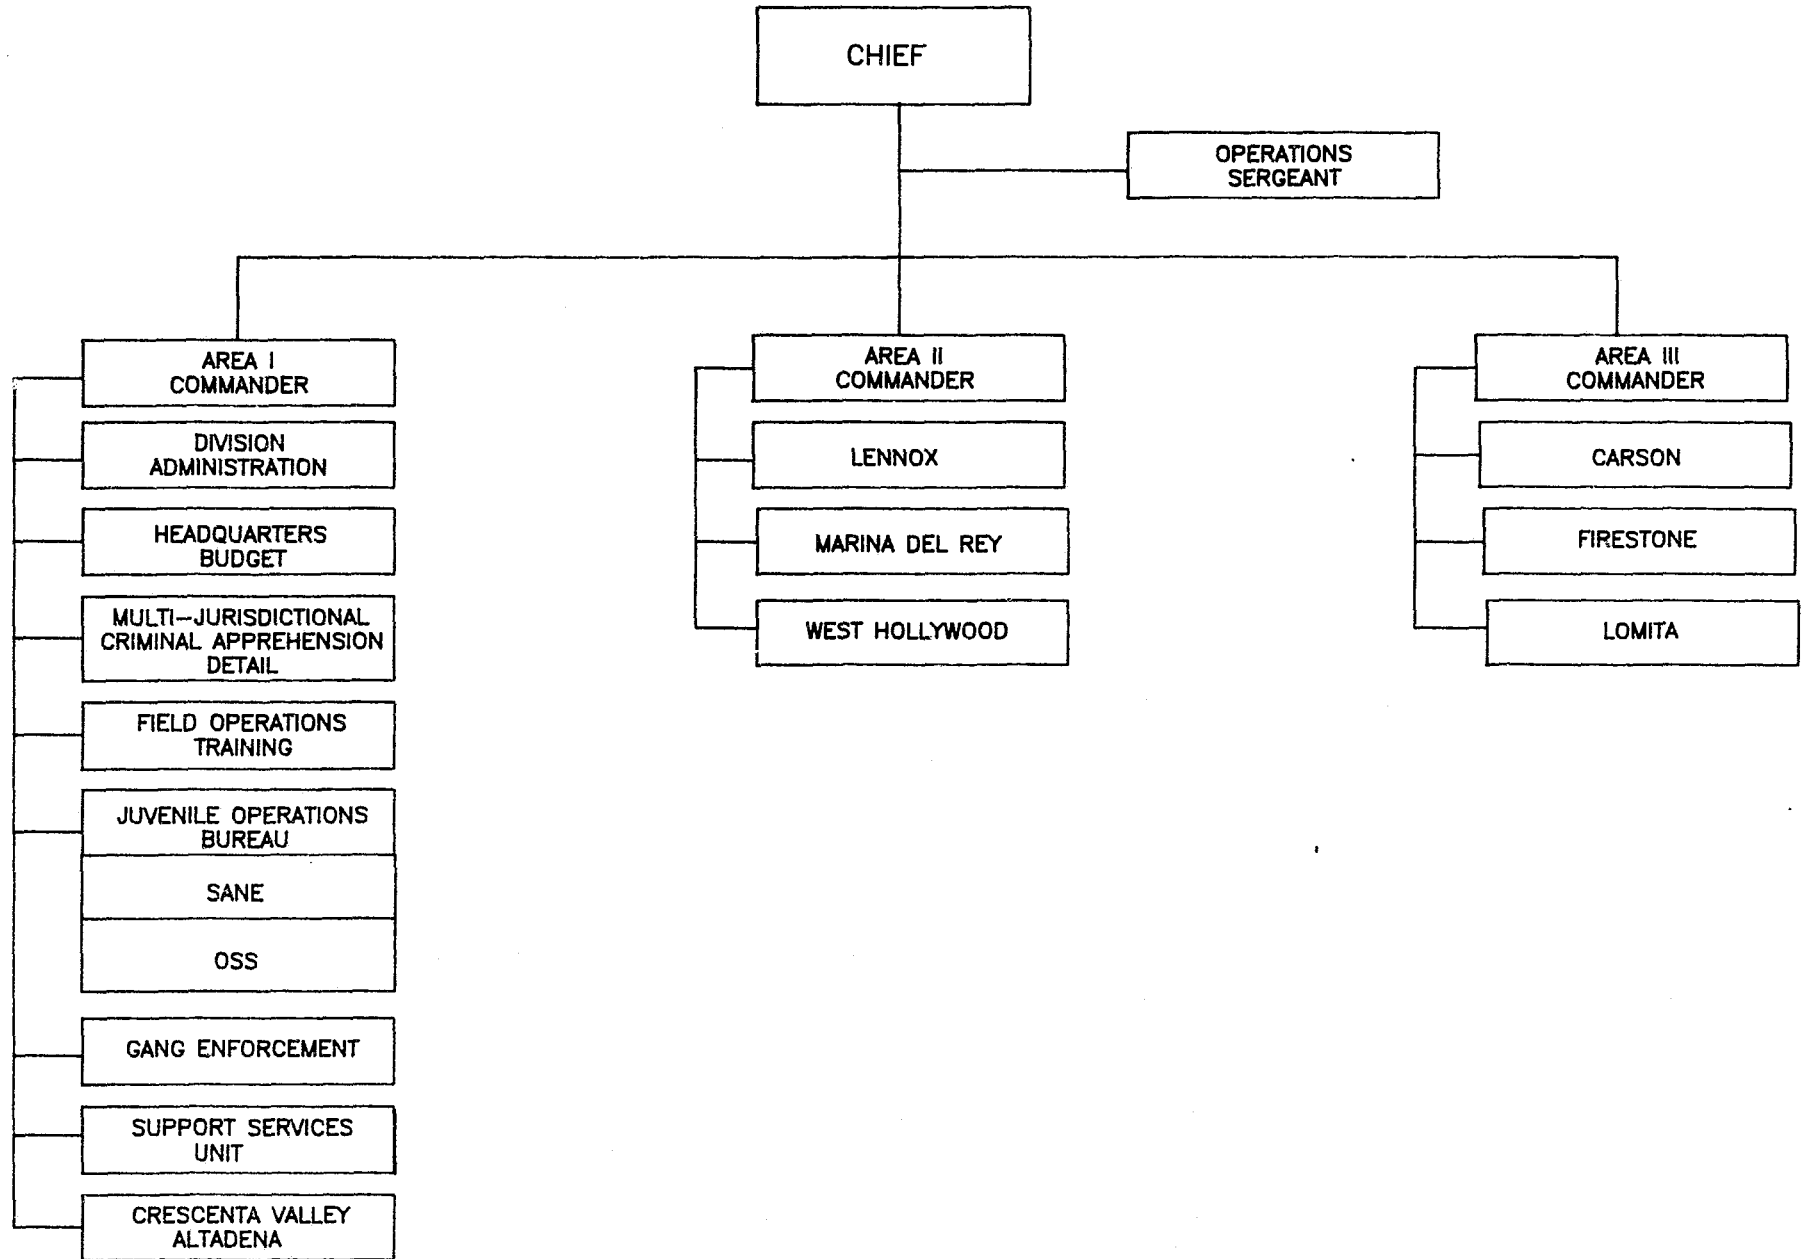 CHIEF
OPERATIONS
SERGEANT
AREA I
COMMANDER
DIVISION
ADMINISTRATION
HEADQUARTERS
BUDGET
MULTI-JURISDICTIONAL
CRIMINAL APPREHENSION
DETAIL
FIELD OPERATIONS
TRAINING
JUVENILE OPERATIONS
BUREAU
SANE
OSS
GANG ENFORCEMENT
SUPPORT SERVICES
UNIT
CRESCENTA VALLEY
ALTADENA
AREA II
COMMANDER
LENNOX
MARINA DEL REY
WEST HOLLYWOOD
AREA III
COMMANDER
CARSON
FIRESTONE
LOMITA